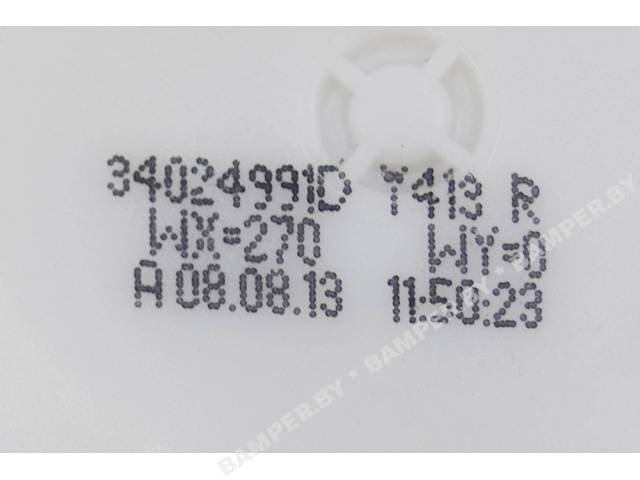 34024991D T413 R
WX=270 WY=0
A 08.08.13 11:50:23
BAMPER.BY * BAMPER.BY * BAMPER.BY